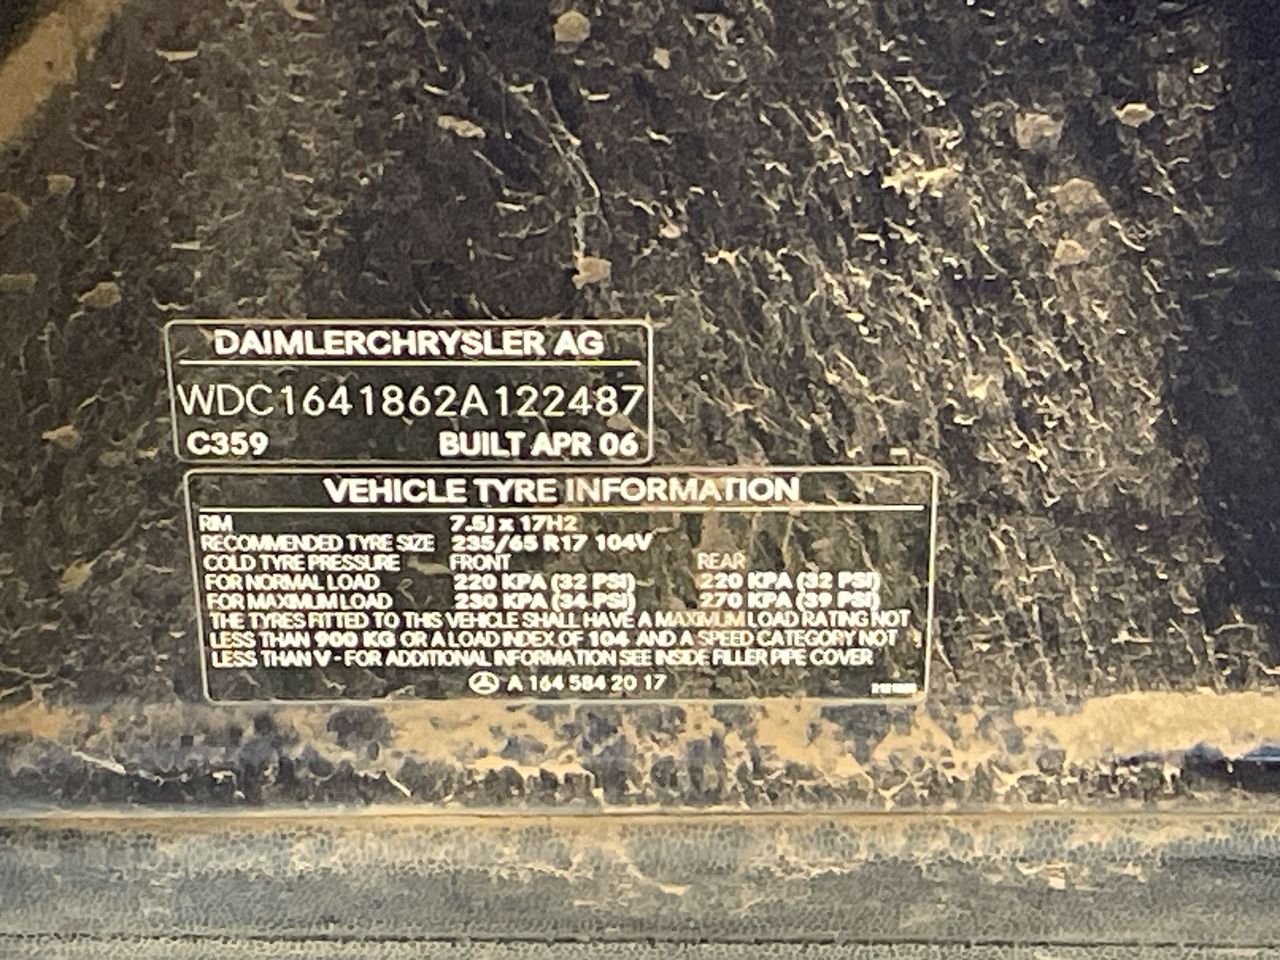 DAIMLERCHRYSLER AG
WDC1641862A122487
C359 BUILT APR 06
VEHICLE TYRE INFORMATION
RIM 7.5J x 17H2
RECOMMENDED TYRE SIZE 235/65 R17 104V
COLD TYRE PRESSURE FRONT REAR
FOR NORMAL LOAD 220 KPA (32 PSI) 220 KPA (32 PSI)
FOR MAXIMUM LOAD 230 KPA (34 PSI) 270 KPA (39 PSI)
THE TYRES FITTED TO THIS VEHICLE SHALL HAVE A MAXIMUM LOAD RATING NOT
LESS THAN 900 KG OR A LOAD INDEX OF 104 AND A SPEED CATEGORY NOT
LESS THAN V - FOR ADDITIONAL INFORMATION SEE INSIDE FILLER PIPE COVER
A 164 584 20 17